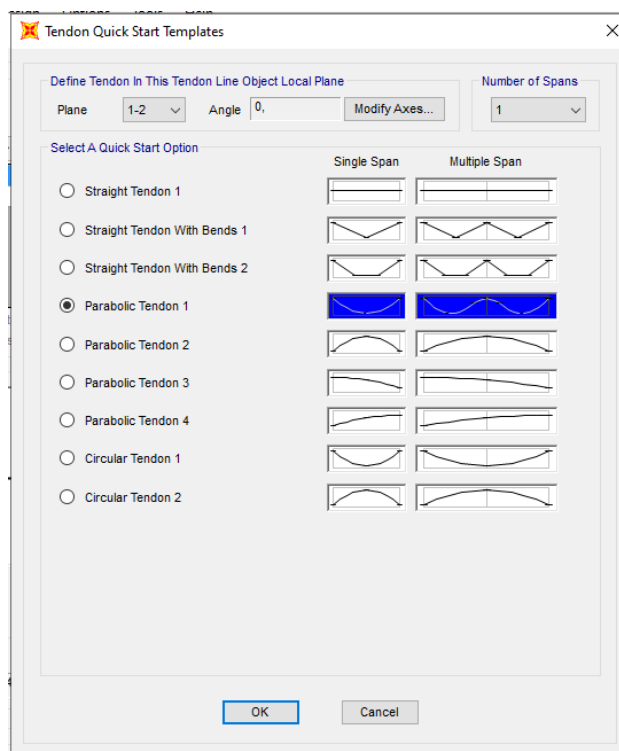 Tendon Quick Start Templates
Define Tendon In This Tendon Line Object Local Plane
Number of Spans
Plane 1-2 Angle 0, Modify Axes... 1
Select A Quick Start Option
Single Span Multiple Span
Straight Tendon 1
Straight Tendon With Bends 1
Straight Tendon With Bends 2
Parabolic Tendon 1
Parabolic Tendon 2
Parabolic Tendon 3
Parabolic Tendon 4
Circular Tendon 1
Circular Tendon 2
OK Cancel